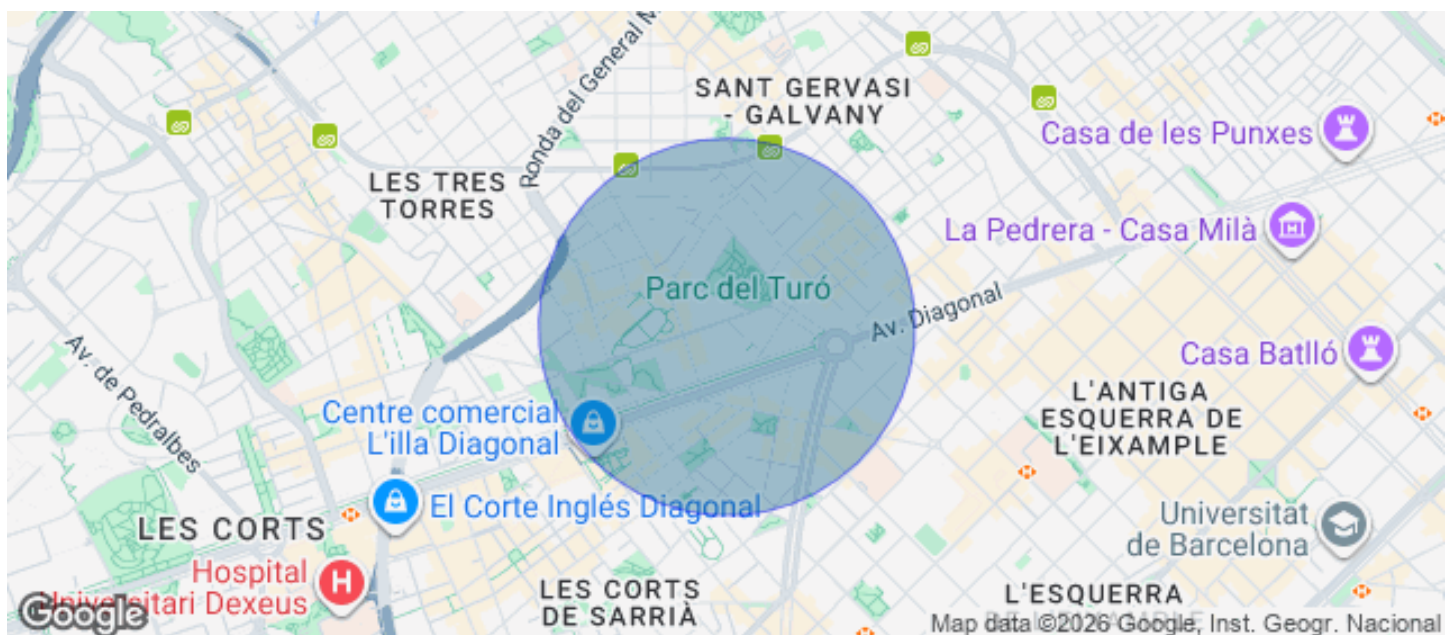 SANT GERVASI
- GALVANY
Ronda del General M
Casa de les Punxes
LES TRES
TORRES
La Pedrera - Casa Milà
Parc del Turó
Av. Diagonal
Av. de Pedralbes
Casa Batlló
L'ANTIGA
ESQUERRA DE
L'EIXAMPLE
Centre comercial
L'illa Diagonal
El Corte Inglés Diagonal
LES CORTS
Universitat
de Barcelona
Hospital
Universitari Dexeus
LES CORTS
DE SARRIÀ
L'ESQUERRA
Google
Map data ©2026 Google, Inst. Geogr. Nacional